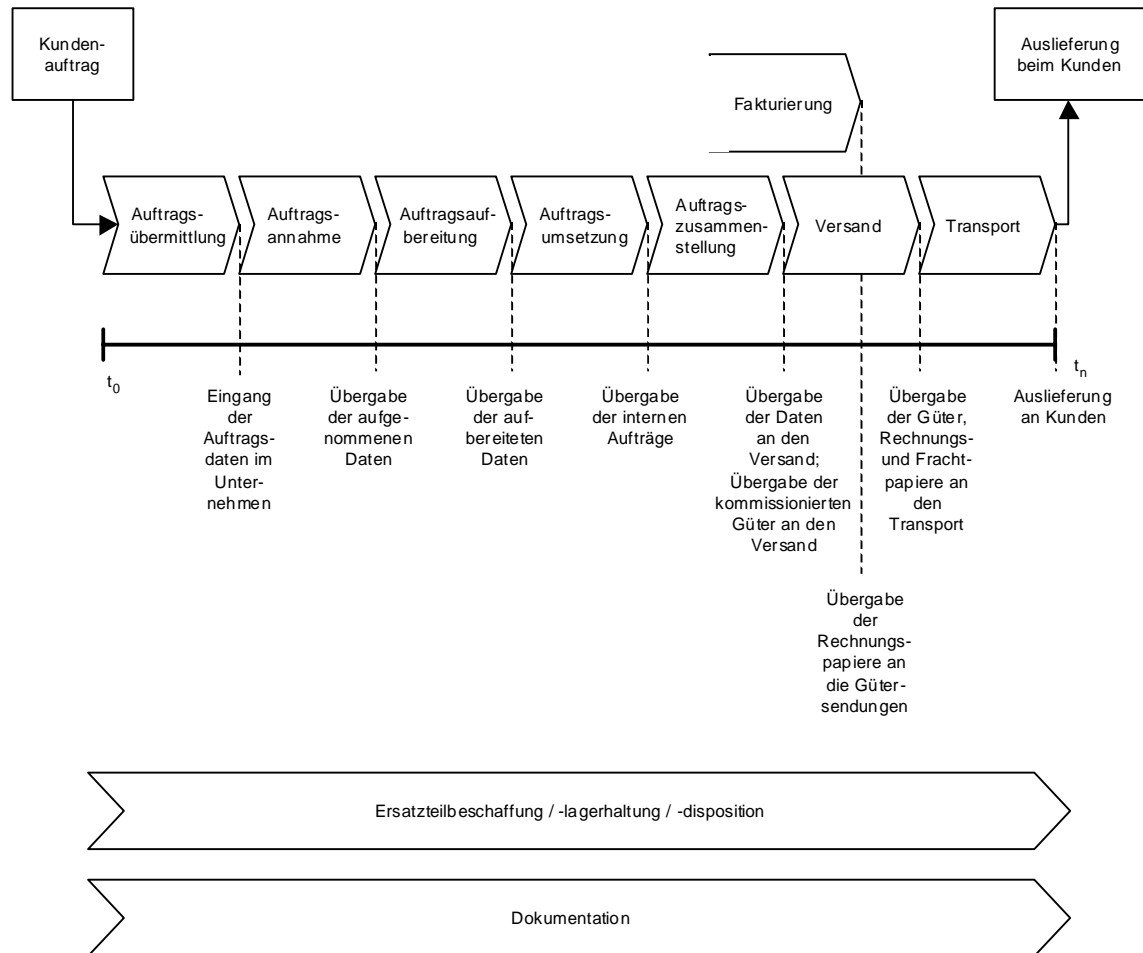 Kunden-
auftrag
Auslieferung
beim Kunden
Fakturierung
Auftrags-
übermittlung
Auftrags-
annahme
Auftragsauf-
bereitung
Auftrags-
umsetzung
Auftrags-
zusammen-
stellung
Versand
Transport
t0
tn
Eingang
der
Auftrags-
daten im
Unter-
nehmen
Übergabe
der aufge-
nommenen
Daten
Übergabe
der auf-
bereiteten
Daten
Übergabe
der internen
Aufträge
Übergabe
der Daten
an den
Versand;
Übergabe der
kommissionierten
Güter an den
Versand
Übergabe
der Güter,
Rechnungs-
und Fracht-
papiere an
den
Transport
Auslieferung
an Kunden
Übergabe
der
Rechnungs-
papiere an
die Güter-
sendungen
Ersatzteilbeschaffung / -lagerhaltung / -disposition
Dokumentation